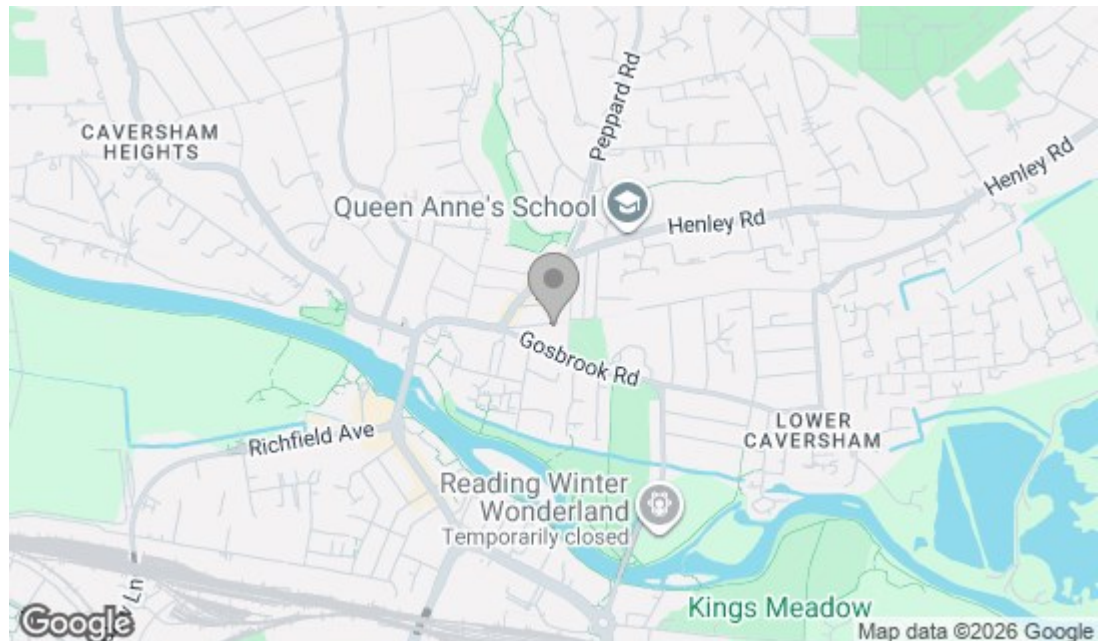 CAVERSHAM
HEIGHTS
Peppard Rd
Henley Rd
Queen Anne's School
Henley Rd
Gosbrook Rd
LOWER
CAVERSHAM
Richfield Ave
Reading Winter
Wonderland
Temporarily closed
Ln
Kings Meadow
Google
Map data ©2026 Google